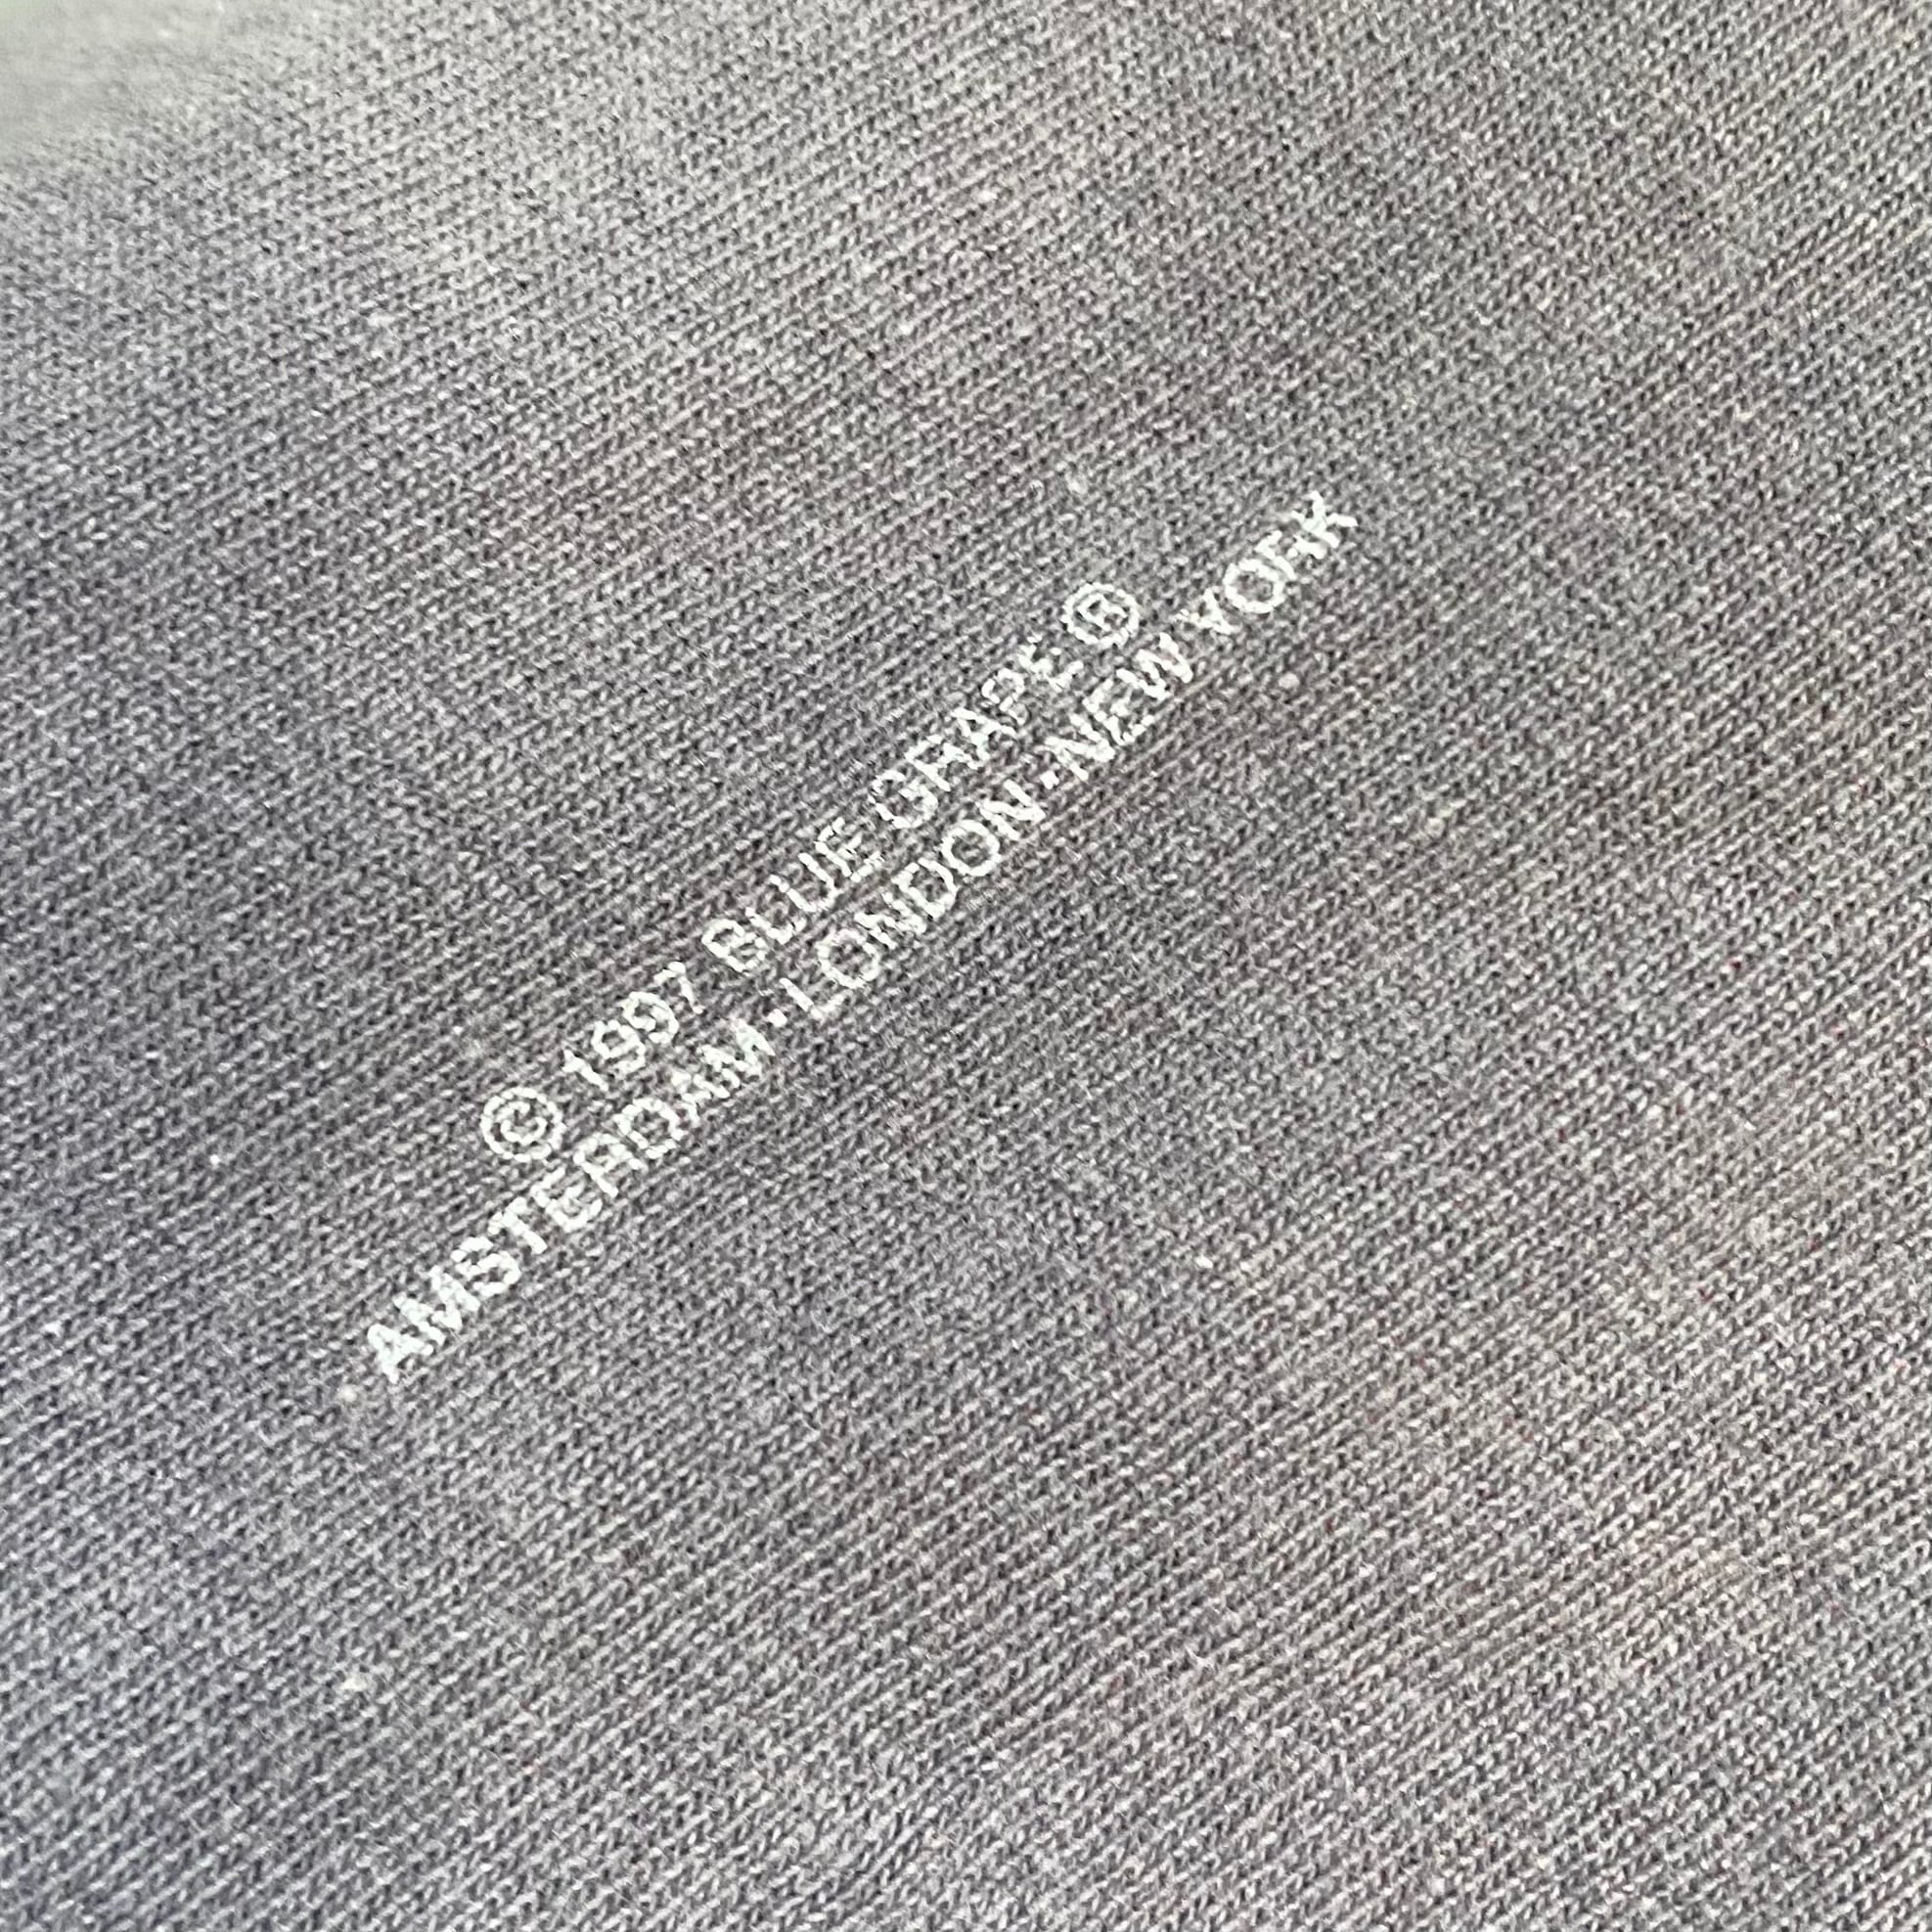 © 1997 BLUE GRAPE ®
AMSTERDAM·LONDON·NEW YORK